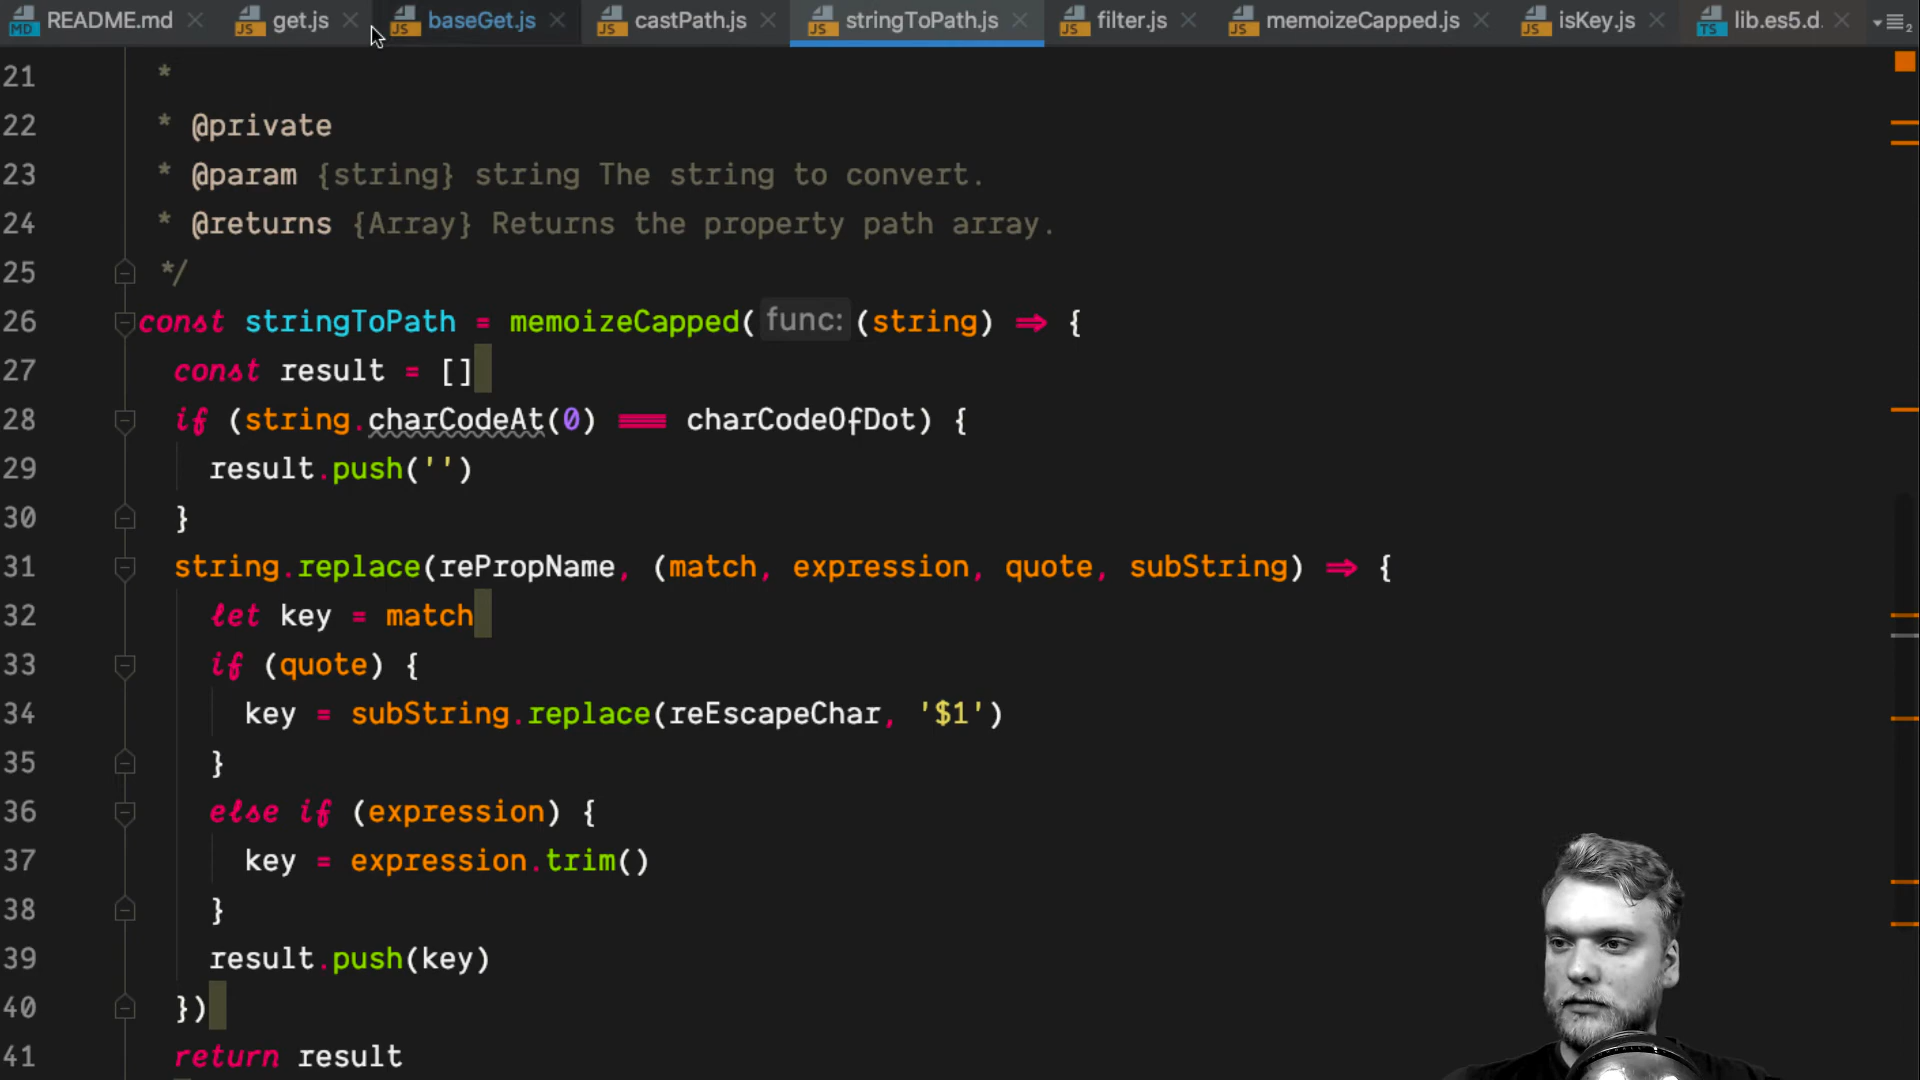 README.md get.js baseGet.js castPath.js stringToPath.js filter.js memoizeCapped.js isKey.js lib.es5.d.
21 *
22 * @private
23 * @param {string} string The string to convert.
24 * @returns {Array} Returns the property path array.
25 */
26 const stringToPath = memoizeCapped( func: (string) => {
27 const result = []
28 if (string.charCodeAt(0) === charCodeOfDot) {
29 result.push('')
30 }
31 string.replace(rePropName, (match, expression, quote, subString) => {
32 let key = match
33 if (quote) {
34 key = subString.replace(reEscapeChar, '$1')
35 }
36 else if (expression) {
37 key = expression.trim()
38 }
39 result.push(key)
40 })
41 return result